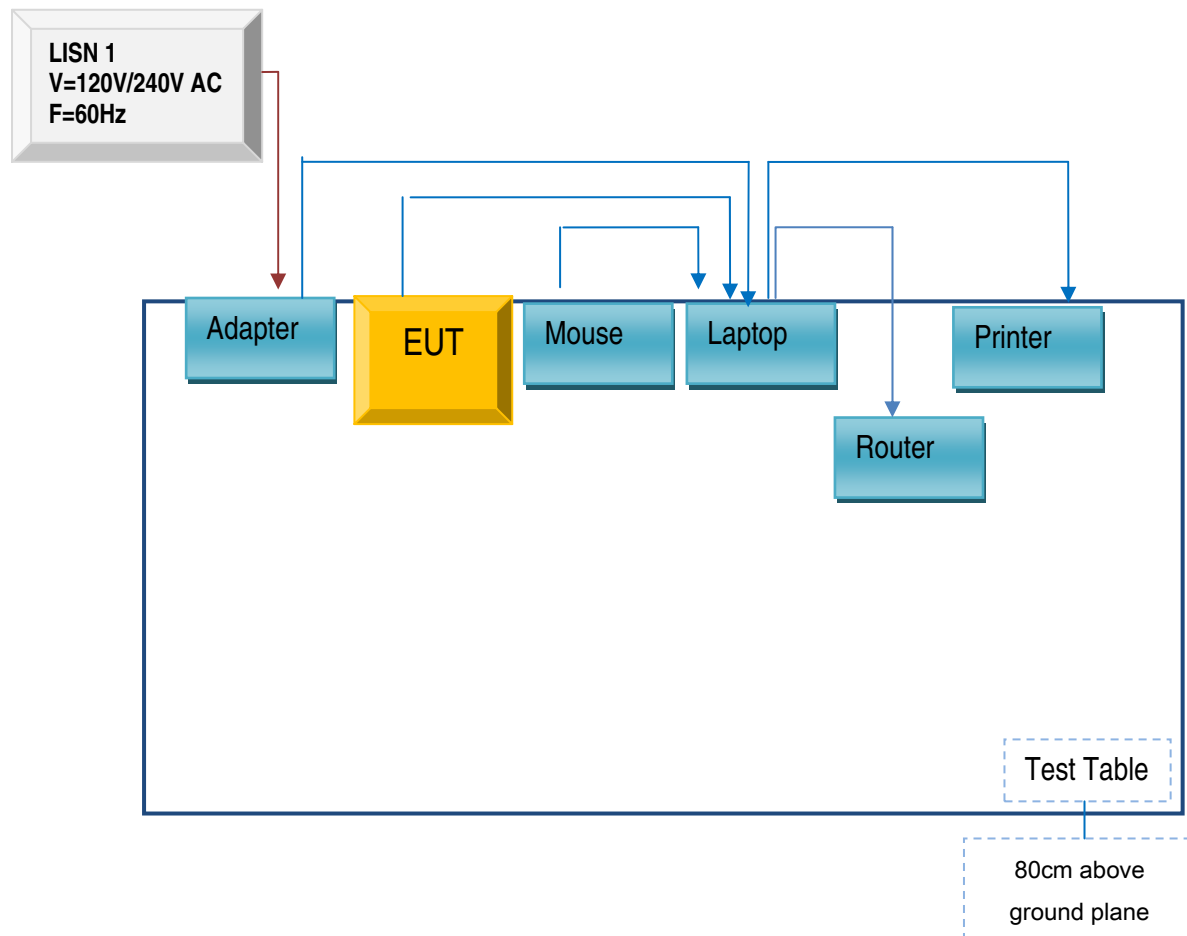 LISN 1
V=120V/240V AC
F=60Hz
Adapter
EUT
Mouse
Laptop
Printer
Router
Test Table
80cm above
ground plane